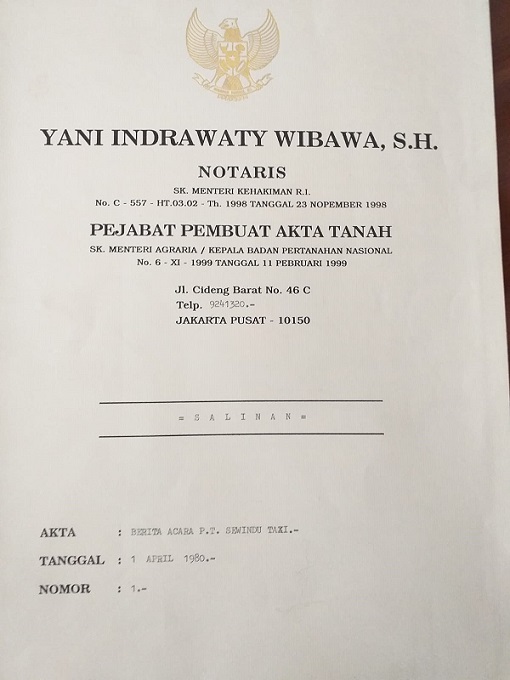 YANI INDRAWATY WIBAWA, S.H.
NOTARIS
SK. MENTERI KEHAKIMAN R.I.
No. C - 557 - HT.03.02 - Th. 1998 TANGGAL 23 NOPEMBER 1998
PEJABAT PEMBUAT AKTA TANAH
SK. MENTERI AGRARIA / KEPALA BADAN PERTANAHAN NASIONAL
No. 6 - XI - 1999 TANGGAL 11 PEBRUARI 1999
Jl. Cideng Barat No. 46 C
Telp. 9241320.-
JAKARTA PUSAT - 10150
= S A L I N A N =
AKTA : BERITA ACARA P.T. SEWINDU TAXI.-
TANGGAL : 1 APRIL 1980.-
NOMOR : 1.-